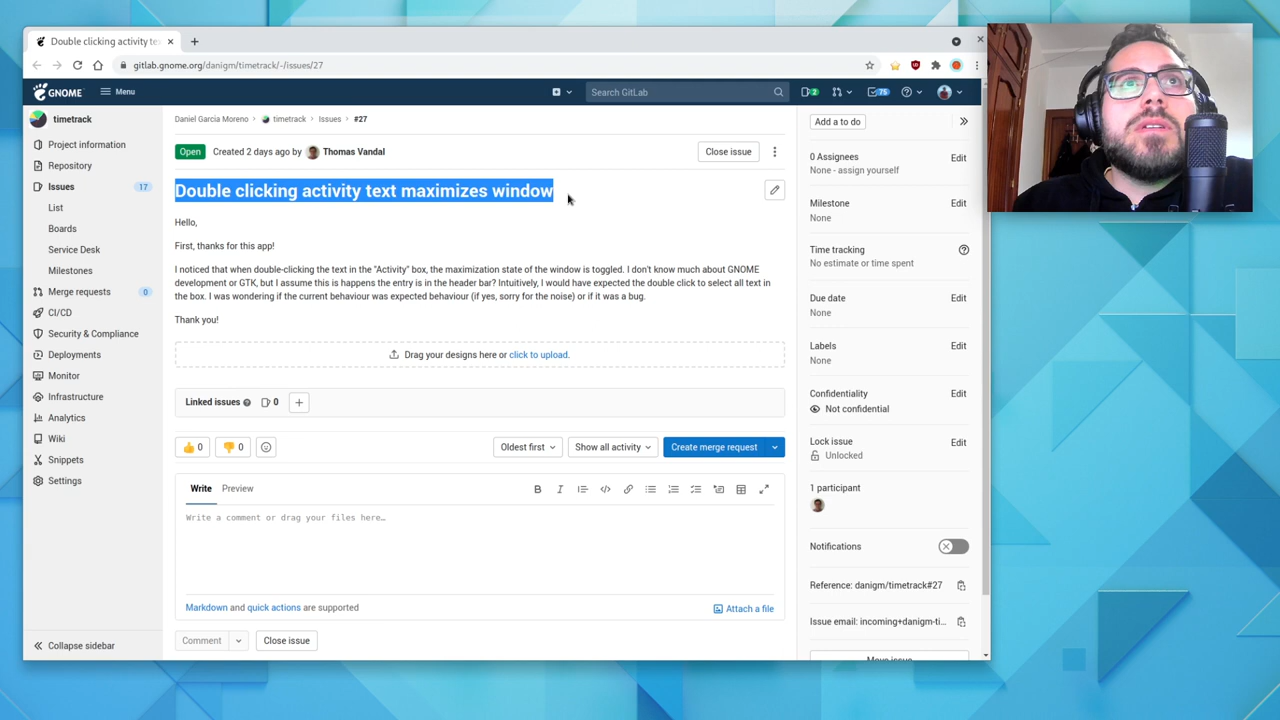 Double clicking activity te
gitlab.gnome.org/danigm/timetrack/-/issues/27
GNOME
Menu
Search GitLab
2
75
timetrack
Project information
Repository
Issues
17
List
Boards
Service Desk
Milestones
Merge requests
0
CI/CD
Security & Compliance
Deployments
Monitor
Infrastructure
Analytics
Wiki
Snippets
Settings
Collapse sidebar
Daniel Garcia Moreno > timetrack > Issues > #27
Open
Created 2 days ago by Thomas Vandal
Close issue
Double clicking activity text maximizes window
Hello,
First, thanks for this app!
I noticed that when double-clicking the text in the "Activity" box, the maximization state of the window is toggled. I don't know much about GNOME
development or GTK, but I assume this is happens the entry is in the header bar? Intuitively, I would have expected the double click to select all text in
the box. I was wondering if the current behaviour was expected behaviour (if yes, sorry for the noise) or if it was a bug.
Thank you!
Drag your designs here or click to upload.
Linked issues
0
0
0
Oldest first
Show all activity
Create merge request
Write
Preview
Write a comment or drag your files here…
Markdown and quick actions are supported
Attach a file
Comment
Close issue
Add a to do
0 Assignees
Edit
None - assign yourself
Milestone
Edit
None
Time tracking
No estimate or time spent
Due date
Edit
None
Labels
Edit
None
Confidentiality
Edit
Not confidential
Lock issue
Edit
Unlocked
1 participant
Notifications
Reference: danigm/timetrack#27
Issue email: incoming+danigm-ti...
Move issue